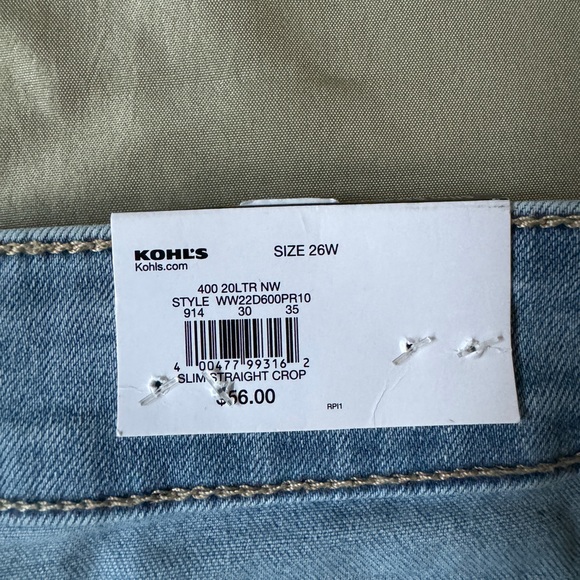 KOHL'S SIZE 26W
Kohls.com
400 20LTR NW
STYLE WW22D600PR10
914 30 35
4 00477 99316 2
SLIM STRAIGHT CROP
$56.00
RPI1